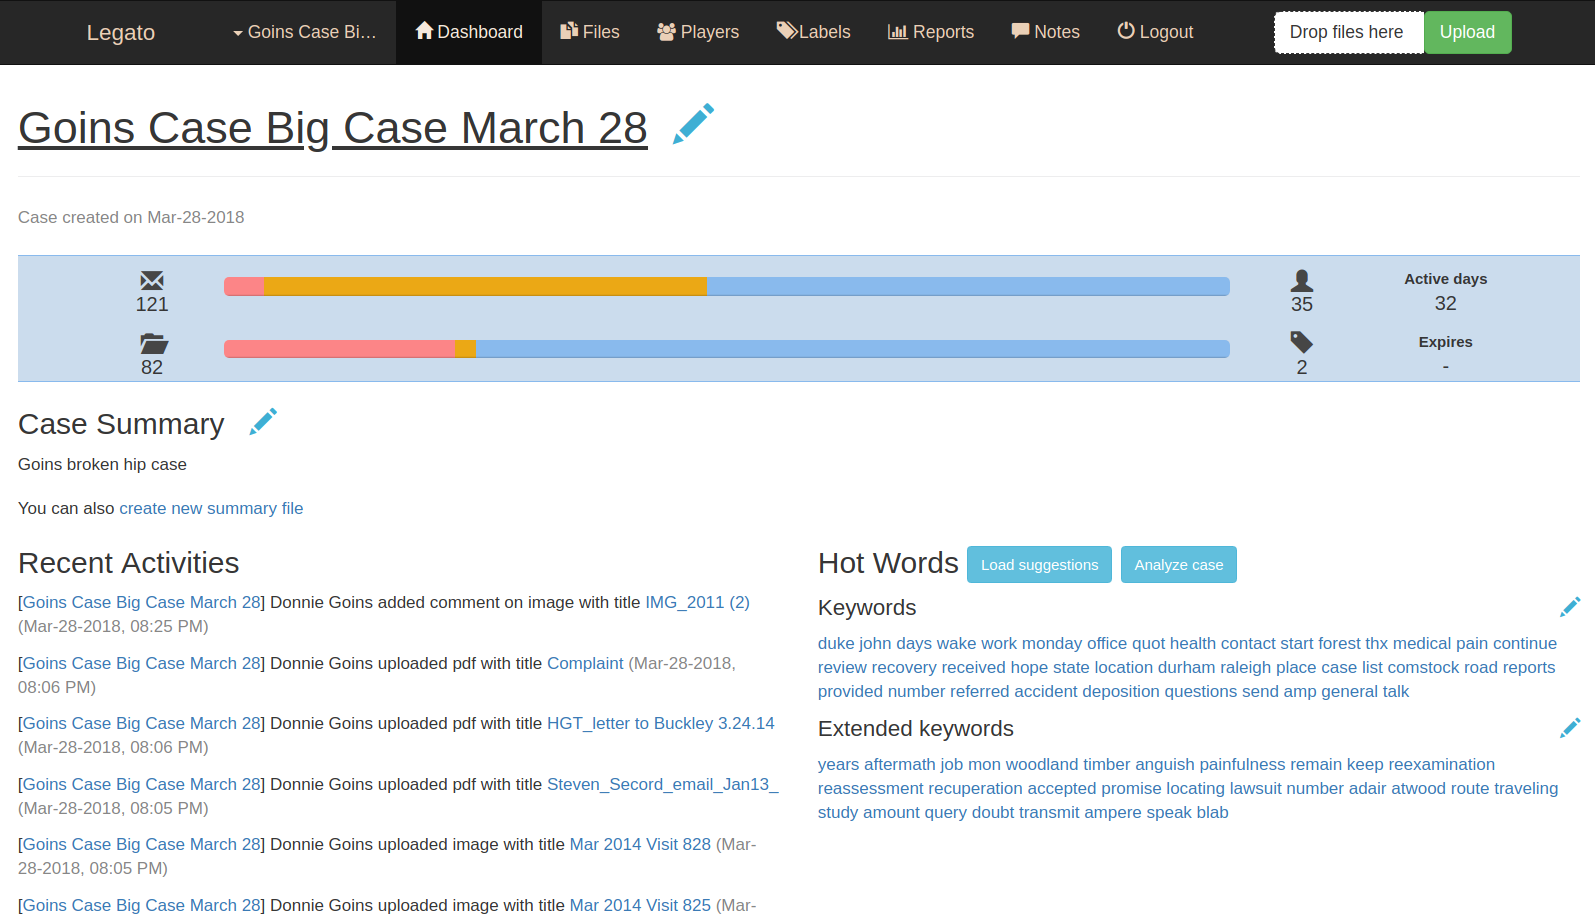 Legato
Goins Case Bi...
Dashboard
Files
Players
Labels
Reports
Notes
Logout
Drop files here
Upload
Goins Case Big Case March 28
Case created on Mar-28-2018
121
35
Active days
32
82
2
Expires
-
Case Summary
Goins broken hip case
You can also create new summary file
Recent Activities
[Goins Case Big Case March 28] Donnie Goins added comment on image with title IMG_2011 (2)
(Mar-28-2018, 08:25 PM)
[Goins Case Big Case March 28] Donnie Goins uploaded pdf with title Complaint (Mar-28-2018,
08:06 PM)
[Goins Case Big Case March 28] Donnie Goins uploaded pdf with title HGT_letter to Buckley 3.24.14
(Mar-28-2018, 08:06 PM)
[Goins Case Big Case March 28] Donnie Goins uploaded pdf with title Steven_Secord_email_Jan13_
(Mar-28-2018, 08:05 PM)
[Goins Case Big Case March 28] Donnie Goins uploaded image with title Mar 2014 Visit 828 (Mar-
28-2018, 08:05 PM)
[Goins Case Big Case March 28] Donnie Goins uploaded image with title Mar 2014 Visit 825 (Mar-
Hot Words
Load suggestions
Analyze case
Keywords
duke john days wake work monday office quot health contact start forest thx medical pain continue
review recovery received hope state location durham raleigh place case list comstock road reports
provided number referred accident deposition questions send amp general talk
Extended keywords
years aftermath job mon woodland timber anguish painfulness remain keep reexamination
reassessment recuperation accepted promise locating lawsuit number adair atwood route traveling
study amount query doubt transmit ampere speak blab